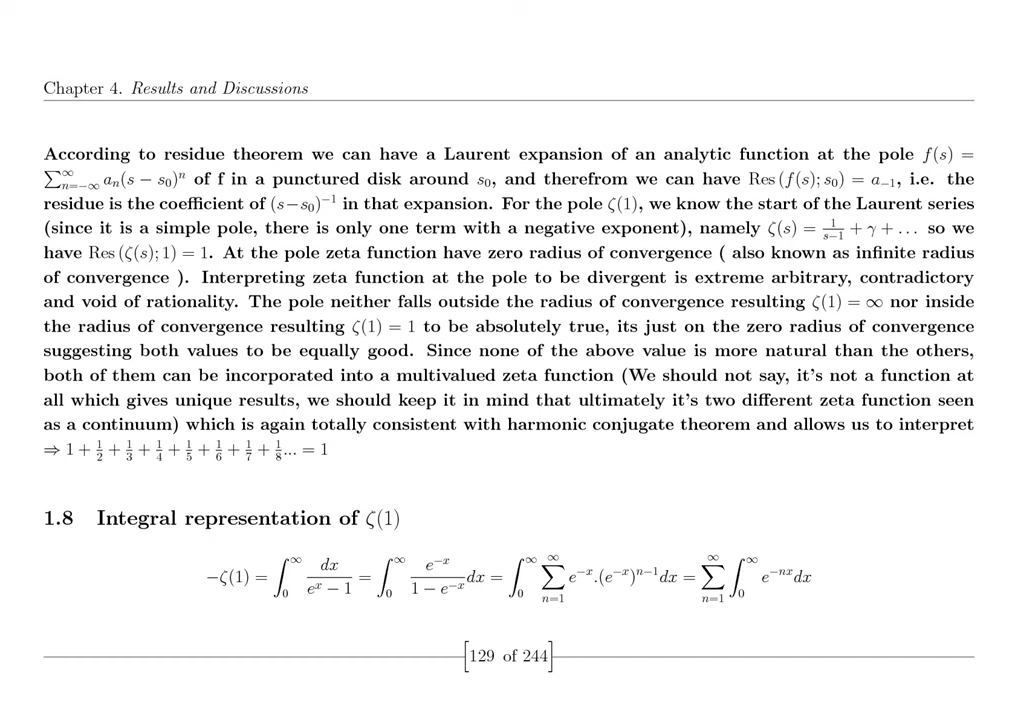 Chapter 4. Results and Discussions
According to residue theorem we can have a Laurent expansion of an analytic function at the pole f(s) =
∑_{n=−∞}^{∞} a_n(s − s_0)^n of f in a punctured disk around s_0, and therefrom we can have Res (f(s); s_0) = a_{−1}, i.e. the
residue is the coefficient of (s−s_0)^{−1} in that expansion. For the pole ζ(1), we know the start of the Laurent series
(since it is a simple pole, there is only one term with a negative exponent), namely ζ(s) = 1/(s−1) + γ + . . . so we
have Res (ζ(s); 1) = 1. At the pole zeta function have zero radius of convergence ( also known as infinite radius
of convergence ). Interpreting zeta function at the pole to be divergent is extreme arbitrary, contradictory
and void of rationality. The pole neither falls outside the radius of convergence resulting ζ(1) = ∞ nor inside
the radius of convergence resulting ζ(1) = 1 to be absolutely true, its just on the zero radius of convergence
suggesting both values to be equally good. Since none of the above value is more natural than the others,
both of them can be incorporated into a multivalued zeta function (We should not say, it's not a function at
all which gives unique results, we should keep it in mind that ultimately it's two different zeta function seen
as a continuum) which is again totally consistent with harmonic conjugate theorem and allows us to interpret
⇒ 1 + 1/2 + 1/3 + 1/4 + 1/5 + 1/6 + 1/7 + 1/8... = 1
1.8 Integral representation of ζ(1)
−ζ(1) = ∫_0^∞ dx/(e^x − 1) = ∫_0^∞ e^{−x}/(1 − e^{−x}) dx = ∫_0^∞ ∑_{n=1}^∞ e^{−x}.(e^{−x})^{n−1}dx = ∑_{n=1}^∞ ∫_0^∞ e^{−nx}dx
[129 of 244]